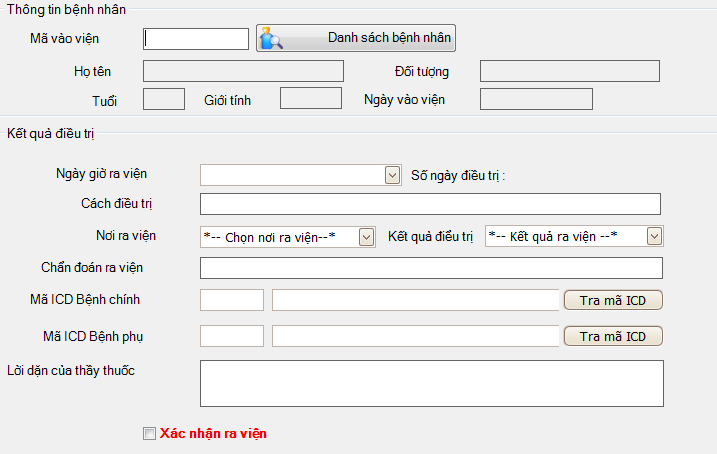 Thông tin bệnh nhân
Mã vào viện Danh sách bệnh nhân
Họ tên Đối tượng
Tuổi Giới tính Ngày vào viện
Kết quả điều trị
Ngày giờ ra viện Số ngày điều trị :
Cách điều trị
Nơi ra viện *-- Chọn nơi ra viện--* Kết quả điều trị *-- Kết quả ra viện --*
Chẩn đoán ra viện
Mã ICD Bệnh chính Tra mã ICD
Mã ICD Bệnh phụ Tra mã ICD
Lời dặn của thầy thuốc
Xác nhận ra viện